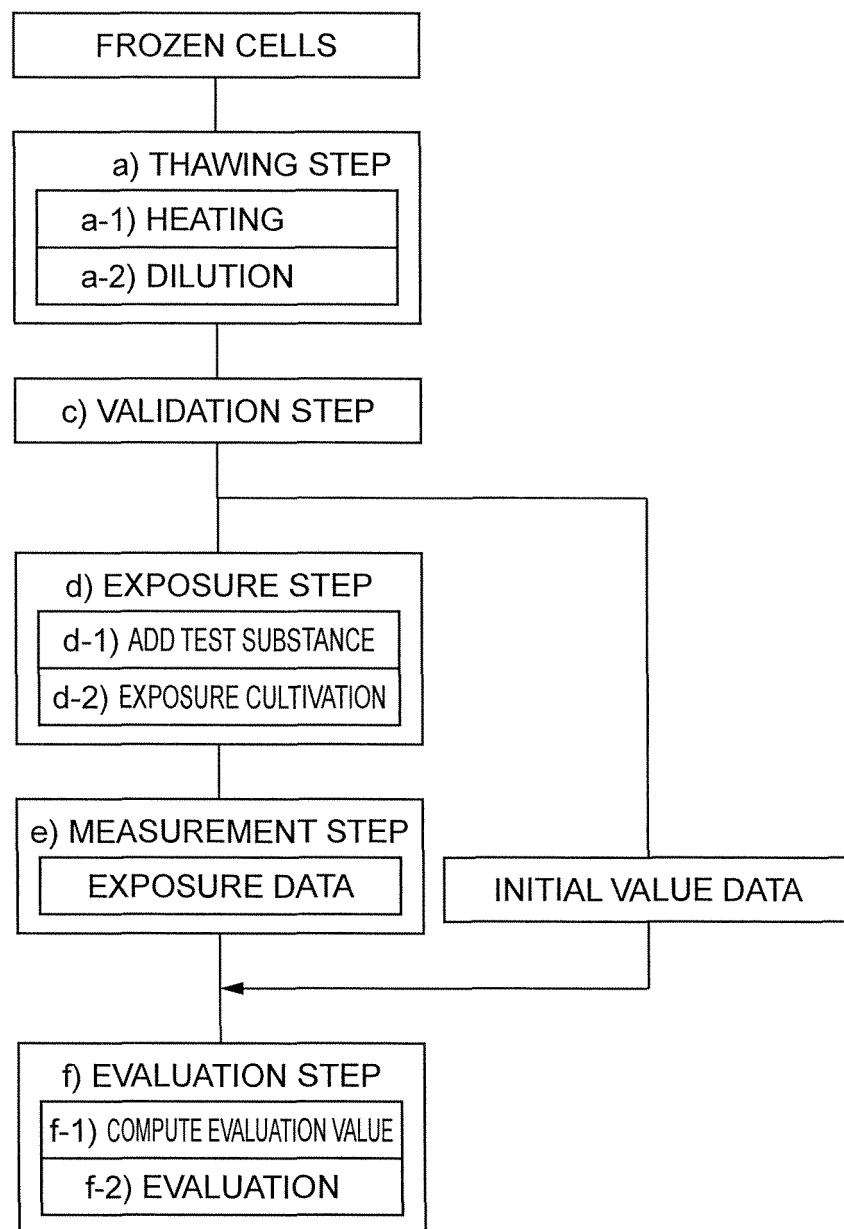 FROZEN CELLS
a) THAWING STEP
a-1) HEATING
a-2) DILUTION
c) VALIDATION STEP
d) EXPOSURE STEP
d-1) ADD TEST SUBSTANCE
d-2) EXPOSURE CULTIVATION
e) MEASUREMENT STEP
EXPOSURE DATA
INITIAL VALUE DATA
f) EVALUATION STEP
f-1) COMPUTE EVALUATION VALUE
f-2) EVALUATION